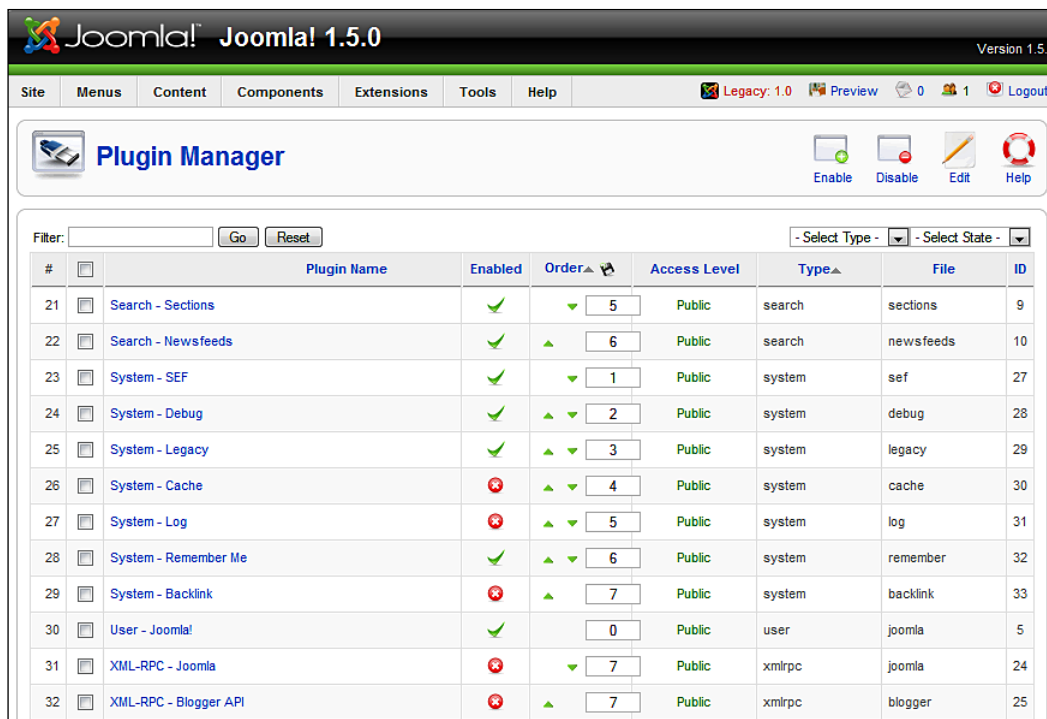 Joomla!™ Joomla! 1.5.0
Version 1.5.
Site Menus Content Components Extensions Tools Help Legacy: 1.0 Preview 0 1 Logout
Plugin Manager
Enable Disable Edit Help
Filter: Go Reset - Select Type - - Select State -
# Plugin Name Enabled Order Access Level Type File ID
21 Search - Sections 5 Public search sections 9
22 Search - Newsfeeds 6 Public search newsfeeds 10
23 System - SEF 1 Public system sef 27
24 System - Debug 2 Public system debug 28
25 System - Legacy 3 Public system legacy 29
26 System - Cache 4 Public system cache 30
27 System - Log 5 Public system log 31
28 System - Remember Me 6 Public system remember 32
29 System - Backlink 7 Public system backlink 33
30 User - Joomla! 0 Public user joomla 5
31 XML-RPC - Joomla 7 Public xmlrpc joomla 24
32 XML-RPC - Blogger API 7 Public xmlrpc blogger 25